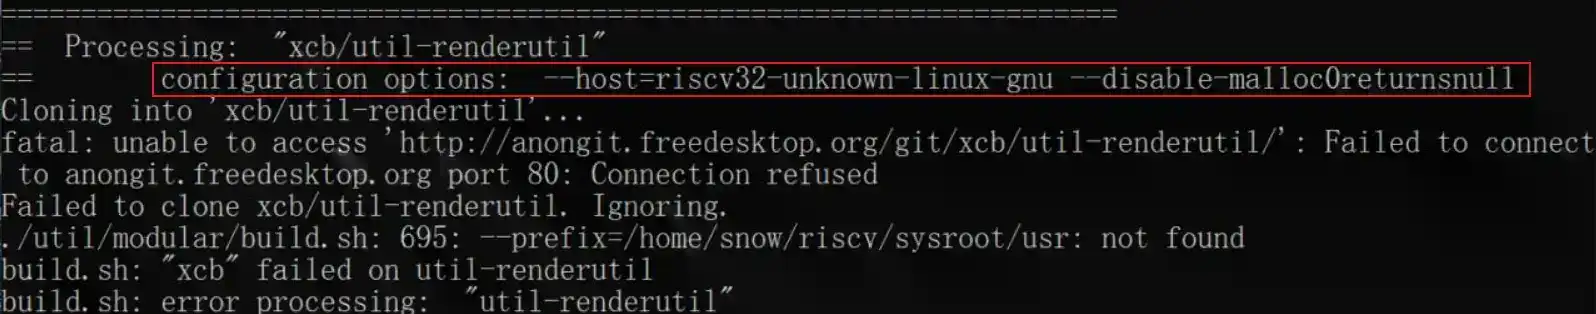 ========================================================================
==  Processing:  "xcb/util-renderutil"
==        configuration options:  --host=riscv32-unknown-linux-gnu --disable-malloc0returnsnull
Cloning into 'xcb/util-renderutil'...
fatal: unable to access 'http://anongit.freedesktop.org/git/xcb/util-renderutil/': Failed to connect
 to anongit.freedesktop.org port 80: Connection refused
Failed to clone xcb/util-renderutil. Ignoring.
./util/modular/build.sh: 695: --prefix=/home/snow/riscv/sysroot/usr: not found
build.sh: "xcb" failed on util-renderutil
build.sh: error processing:  "util-renderutil"